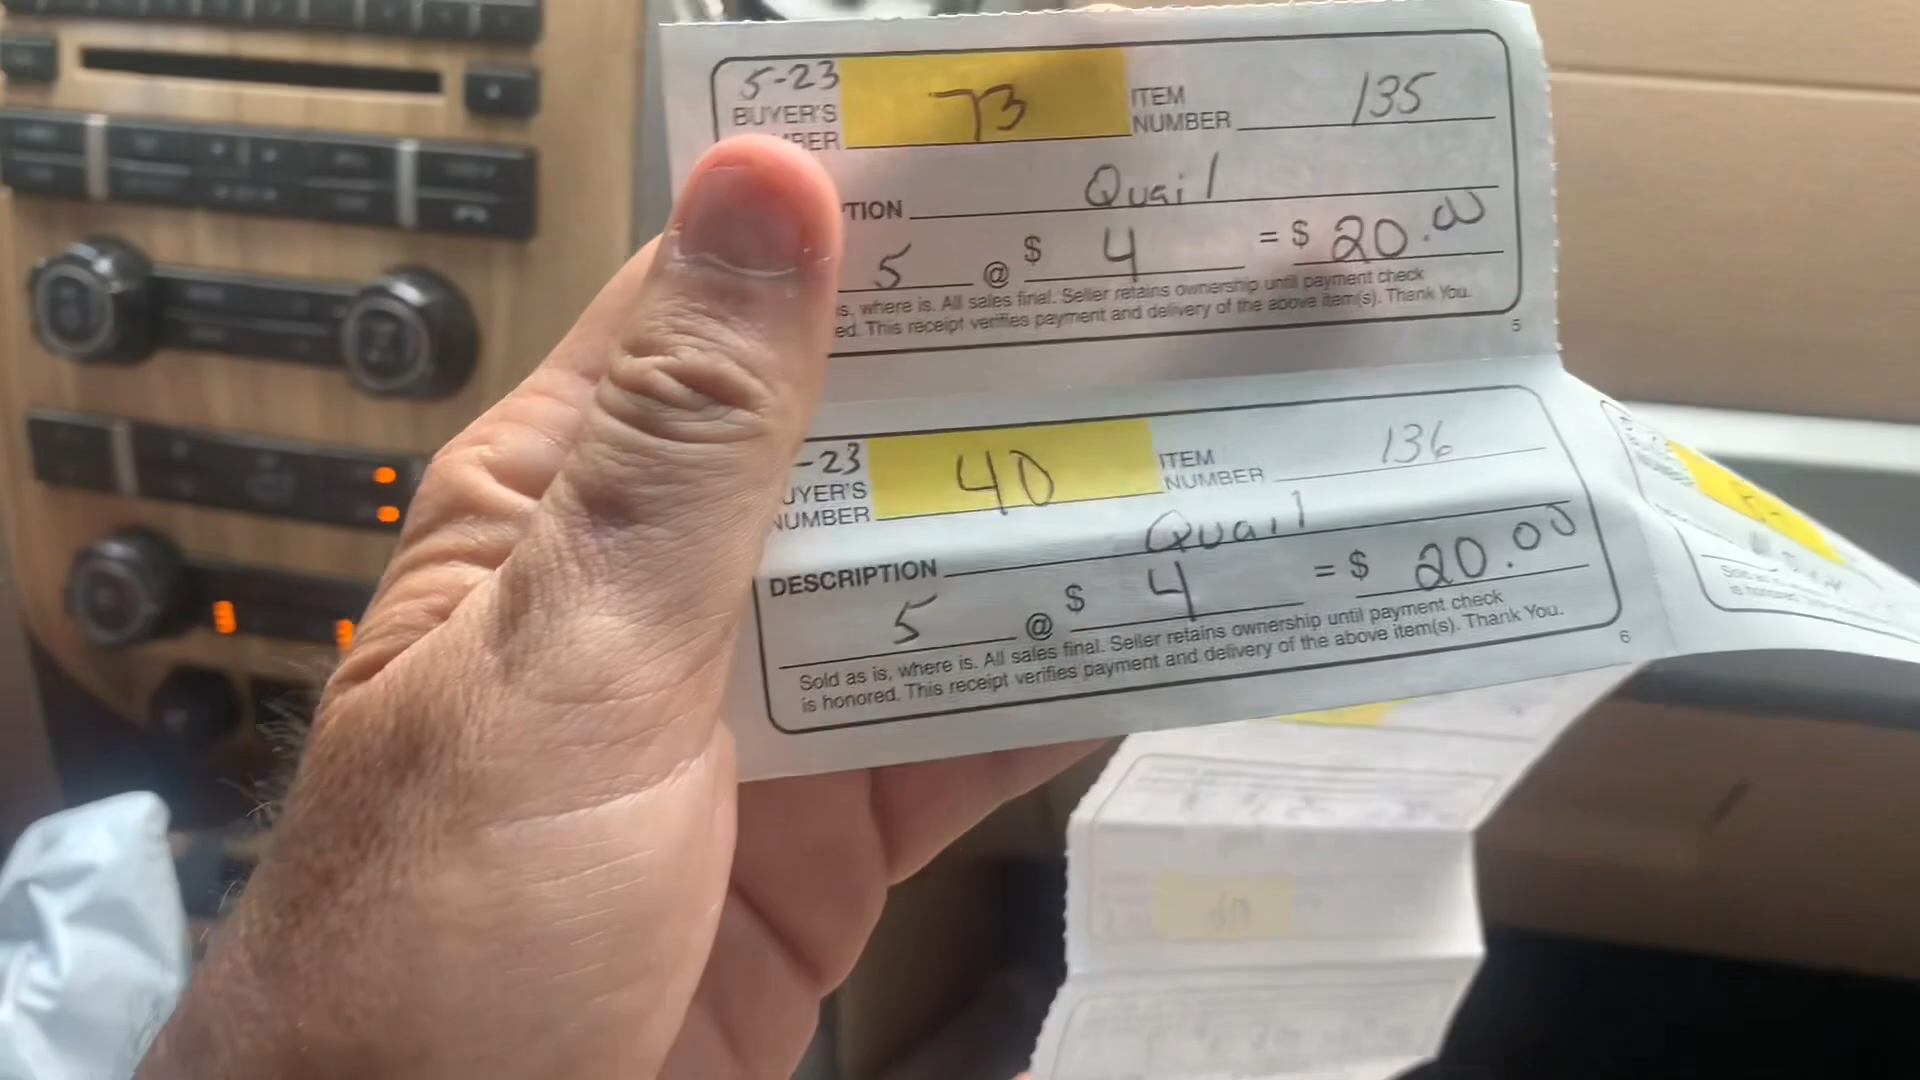 5-23
BUYER'S
73
ITEM
NUMBER
135
Quail
5 @ $ 4 = $ 20.00
where is. All sales final. Seller retains ownership until payment check
This receipt verifies payment and delivery of the above item(s). Thank You.
5
-23
40
ITEM
NUMBER
136
NUMBER
DESCRIPTION Quail
5 @ $ 4 = $ 20.00
Sold as is, where is. All sales final. Seller retains ownership until payment check
is honored. This receipt verifies payment and delivery of the above item(s). Thank You.
6